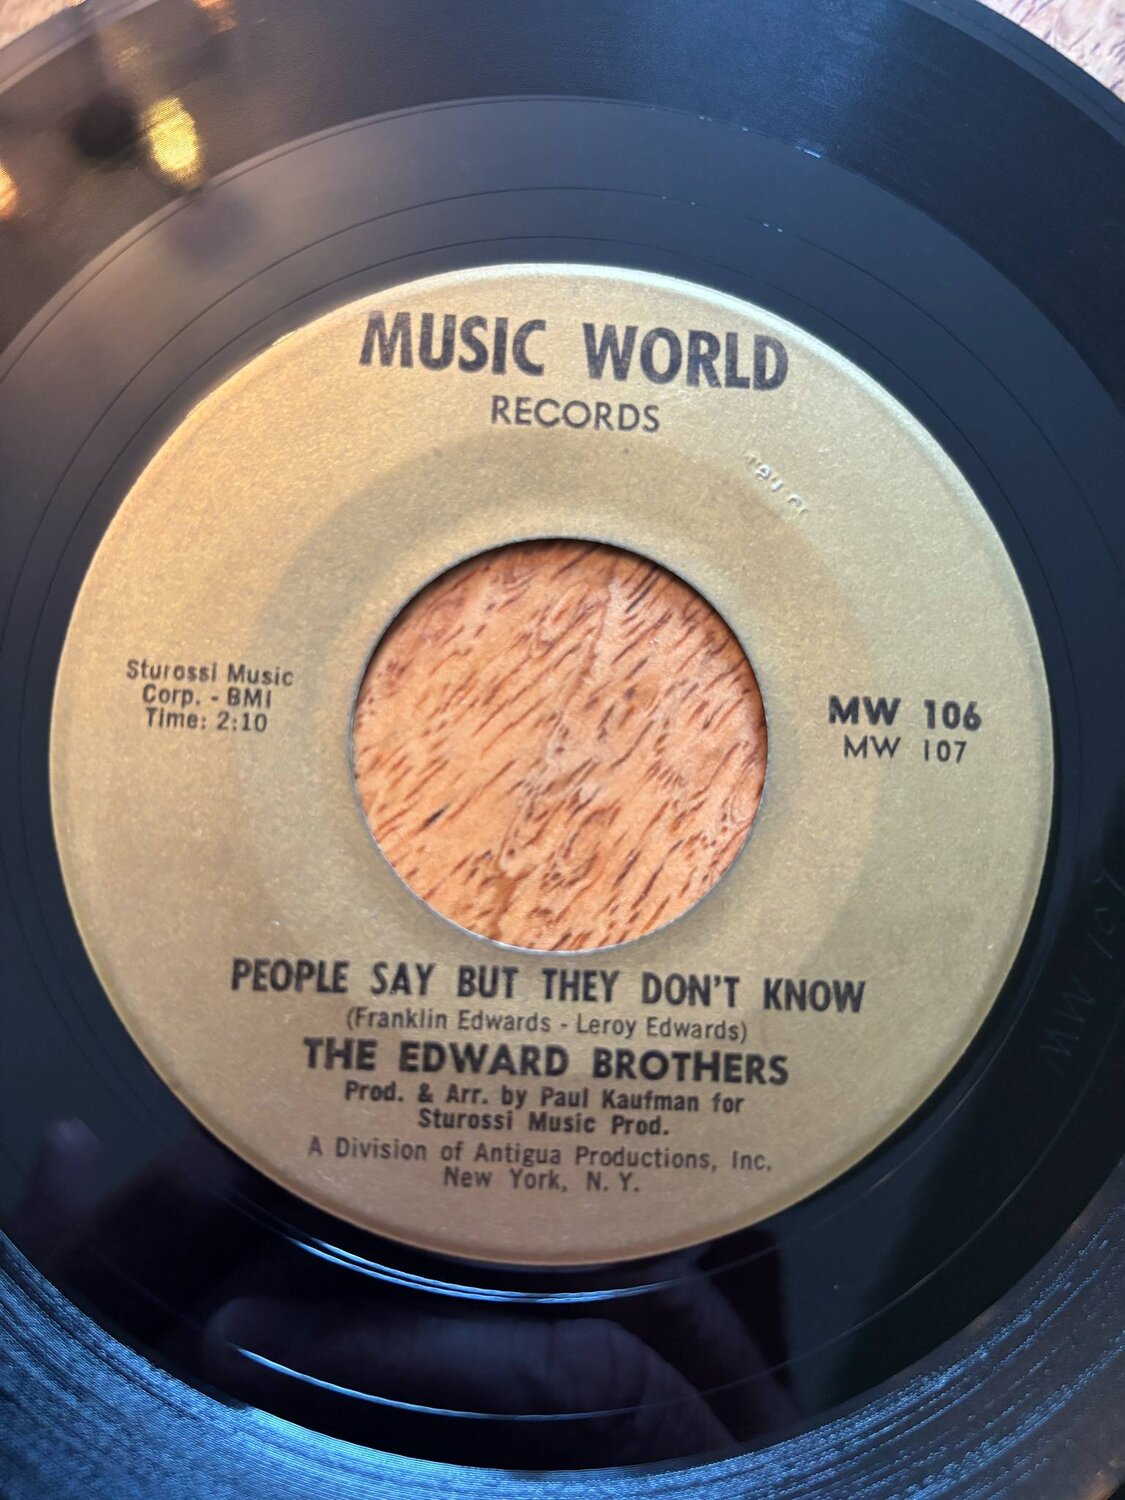 MUSIC WORLD
RECORDS
Sturossi Music
Corp. - BMI
Time: 2:10
MW 106
MW 107
PEOPLE SAY BUT THEY DON'T KNOW
(Franklin Edwards - Leroy Edwards)
THE EDWARD BROTHERS
Prod. & Arr. by Paul Kaufman for
Sturossi Music Prod.
A Division of Antigua Productions, Inc.
New York, N. Y.